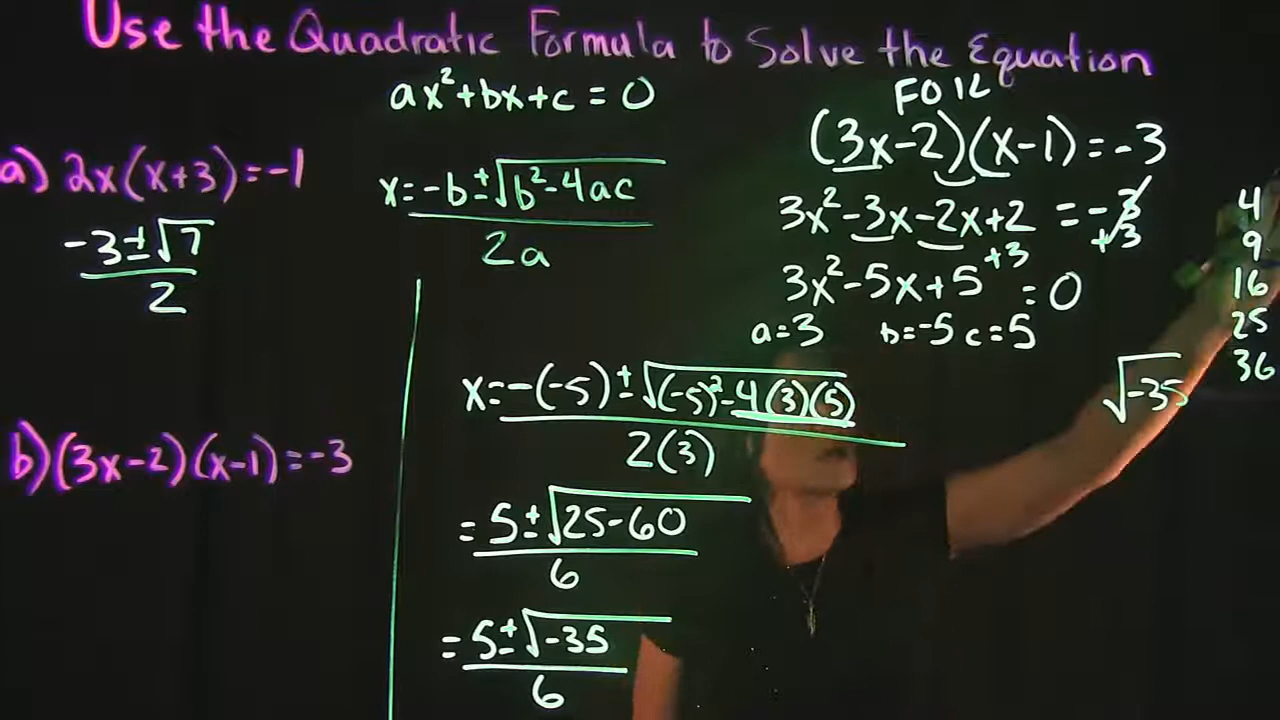 Use the Quadratic Formula to Solve the Equation
ax²+bx+c = 0
a) 2x(x+3)=-1
-3±√7
2
x=-b±√b²-4ac
2a
b)(3x-2)(x-1)=-3
FOIL
(3x-2)(x-1)=-3
3x²-3x-2x+2 = -3
+3 +3
3x²-5x+5 = 0
a=3 b=-5 c=5
x=-(-5)±√(-5)²-4(3)(5)
2(3)
= 5±√25-60
6
= 5±√-35
6
√-35
4
9
16
25
36